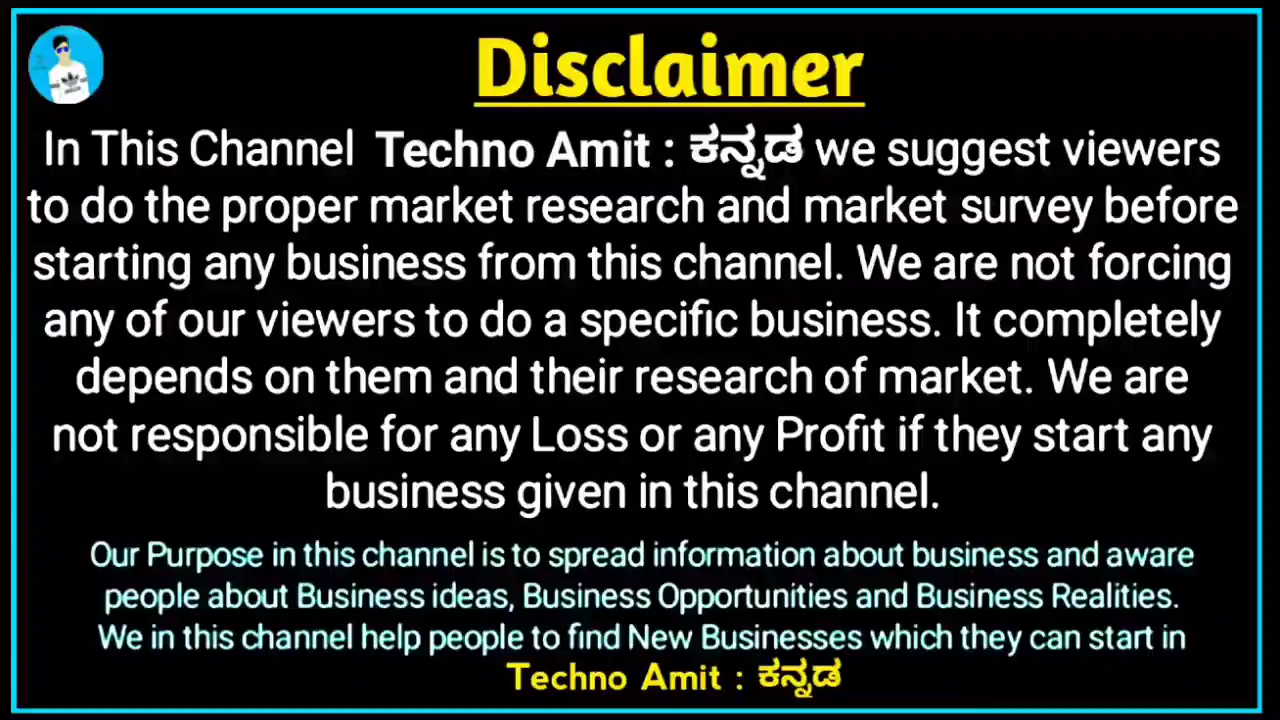 Disclaimer
In This Channel Techno Amit : ಕನ್ನಡ we suggest viewers
to do the proper market research and market survey before
starting any business from this channel. We are not forcing
any of our viewers to do a specific business. It completely
depends on them and their research of market. We are
not responsible for any Loss or any Profit if they start any
business given in this channel.
Our Purpose in this channel is to spread information about business and aware
people about Business ideas, Business Opportunities and Business Realities.
We in this channel help people to find New Businesses which they can start in
Techno Amit : ಕನ್ನಡ